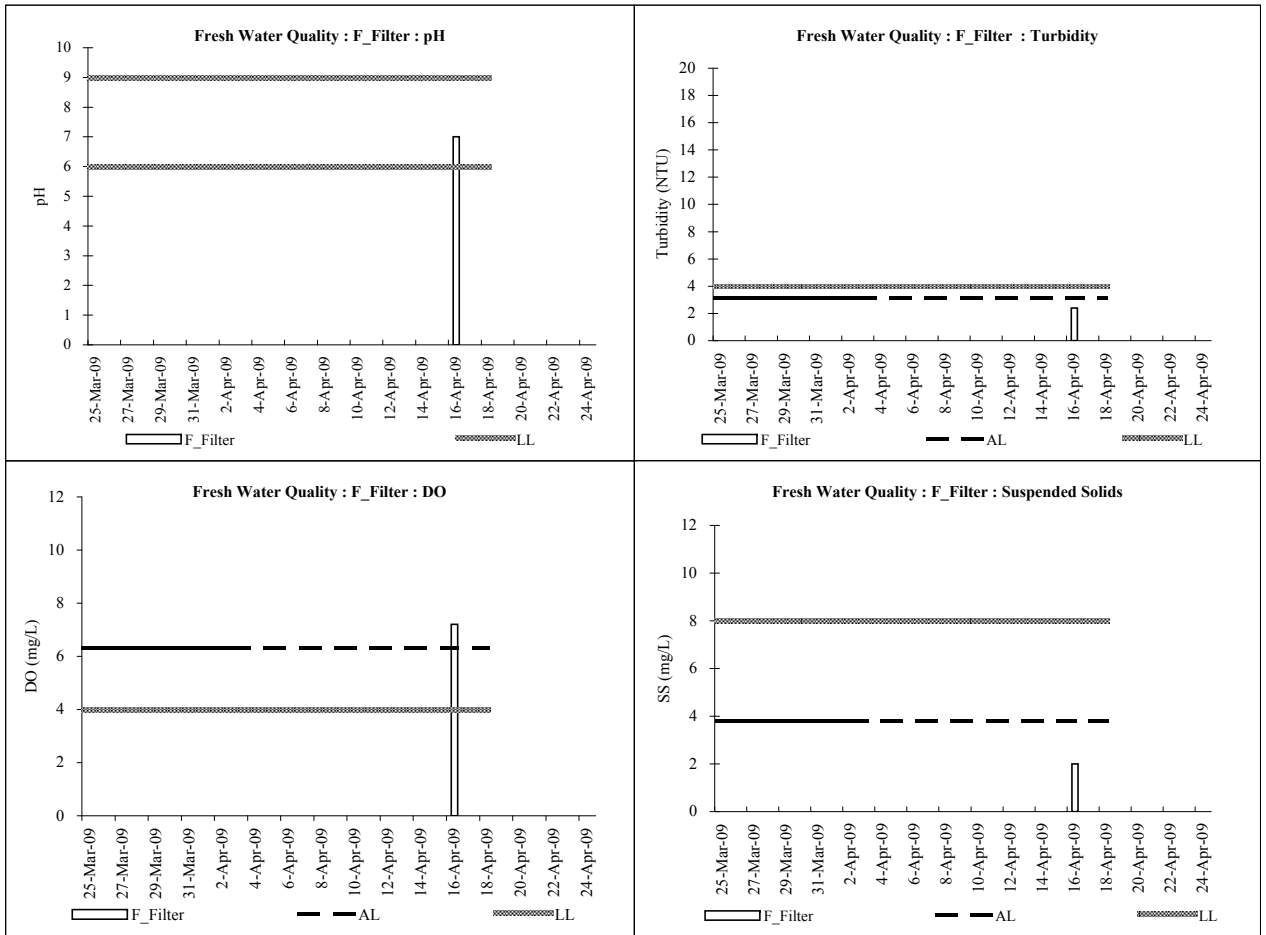 Fresh Water Quality : F_Filter : pH
10
9
8
7
6
5
4
3
2
1
0
pH
25-Mar-09
27-Mar-09
29-Mar-09
31-Mar-09
2-Apr-09
4-Apr-09
6-Apr-09
8-Apr-09
10-Apr-09
12-Apr-09
14-Apr-09
16-Apr-09
18-Apr-09
20-Apr-09
22-Apr-09
24-Apr-09
F_Filter LL
Fresh Water Quality : F_Filter : Turbidity
20
18
16
14
12
10
8
6
4
2
0
Turbidity (NTU)
25-Mar-09
27-Mar-09
29-Mar-09
31-Mar-09
2-Apr-09
4-Apr-09
6-Apr-09
8-Apr-09
10-Apr-09
12-Apr-09
14-Apr-09
16-Apr-09
18-Apr-09
20-Apr-09
22-Apr-09
24-Apr-09
F_Filter AL LL
Fresh Water Quality : F_Filter : DO
12
10
8
6
4
2
0
DO (mg/L)
25-Mar-09
27-Mar-09
29-Mar-09
31-Mar-09
2-Apr-09
4-Apr-09
6-Apr-09
8-Apr-09
10-Apr-09
12-Apr-09
14-Apr-09
16-Apr-09
18-Apr-09
20-Apr-09
22-Apr-09
24-Apr-09
F_Filter AL LL
Fresh Water Quality : F_Filter : Suspended Solids
12
10
8
6
4
2
0
SS (mg/L)
25-Mar-09
27-Mar-09
29-Mar-09
31-Mar-09
2-Apr-09
4-Apr-09
6-Apr-09
8-Apr-09
10-Apr-09
12-Apr-09
14-Apr-09
16-Apr-09
18-Apr-09
20-Apr-09
22-Apr-09
24-Apr-09
F_Filter AL LL